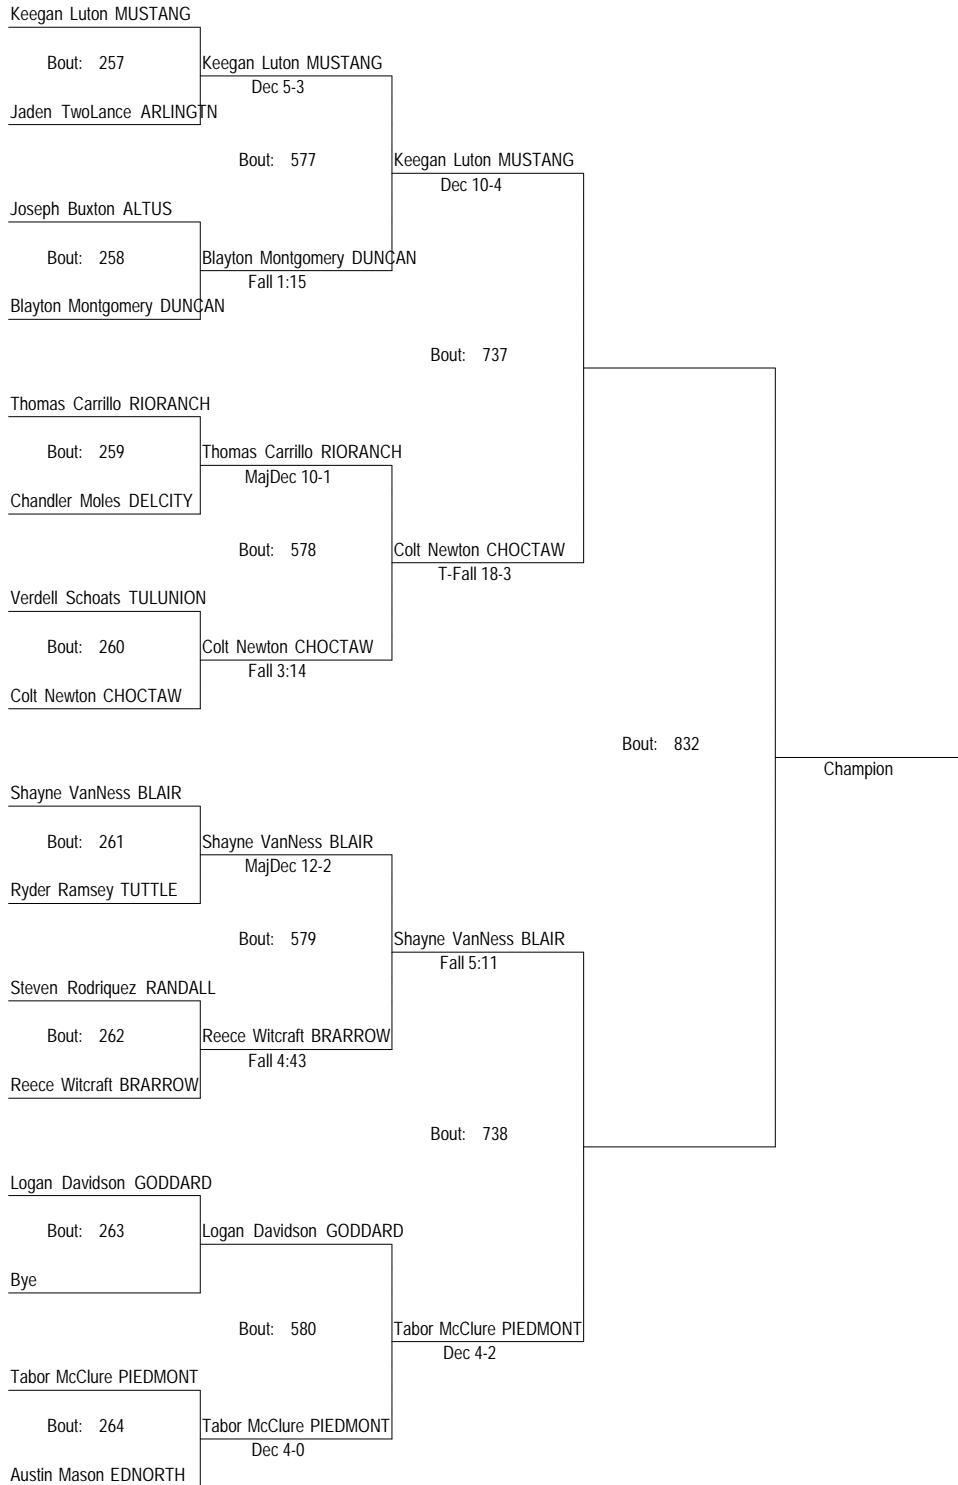 Keegan Luton MUSTANG
Bout: 257
Keegan Luton MUSTANG
Dec 5-3
Jaden TwoLance ARLINGTN
Bout: 577
Keegan Luton MUSTANG
Dec 10-4
Joseph Buxton ALTUS
Bout: 258
Blayton Montgomery DUNCAN
Fall 1:15
Blayton Montgomery DUNCAN
Bout: 737
Thomas Carrillo RIORANCH
Bout: 259
Thomas Carrillo RIORANCH
MajDec 10-1
Chandler Moles DELCITY
Bout: 578
Colt Newton CHOCTAW
T-Fall 18-3
Verdell Schoats TULUNION
Bout: 260
Colt Newton CHOCTAW
Fall 3:14
Colt Newton CHOCTAW
Bout: 832
Champion
Shayne VanNess BLAIR
Bout: 261
Shayne VanNess BLAIR
MajDec 12-2
Ryder Ramsey TUTTLE
Bout: 579
Shayne VanNess BLAIR
Fall 5:11
Steven Rodriquez RANDALL
Bout: 262
Reece Witcraft BRARROW
Fall 4:43
Reece Witcraft BRARROW
Bout: 738
Logan Davidson GODDARD
Bout: 263
Logan Davidson GODDARD
Bye
Bout: 580
Tabor McClure PIEDMONT
Dec 4-2
Tabor McClure PIEDMONT
Bout: 264
Tabor McClure PIEDMONT
Dec 4-0
Austin Mason EDNORTH